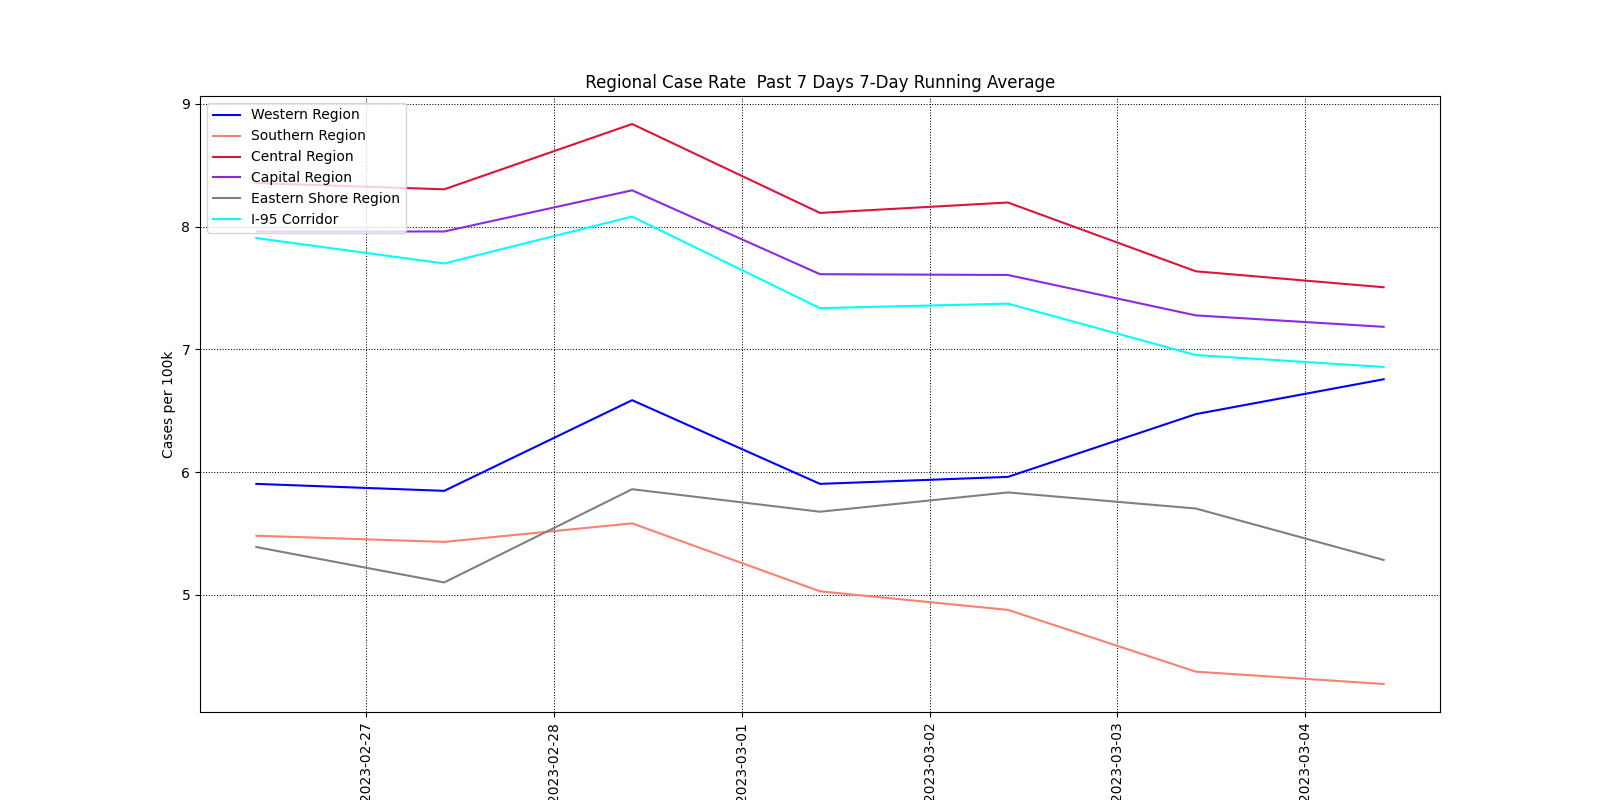 Regional Case Rate  Past 7 Days 7-Day Running Average
Western Region
Southern Region
Central Region
Capital Region
Eastern Shore Region
I-95 Corridor
Cases per 100k
9
8
7
6
5
2023-02-27
2023-02-28
2023-03-01
2023-03-02
2023-03-03
2023-03-04